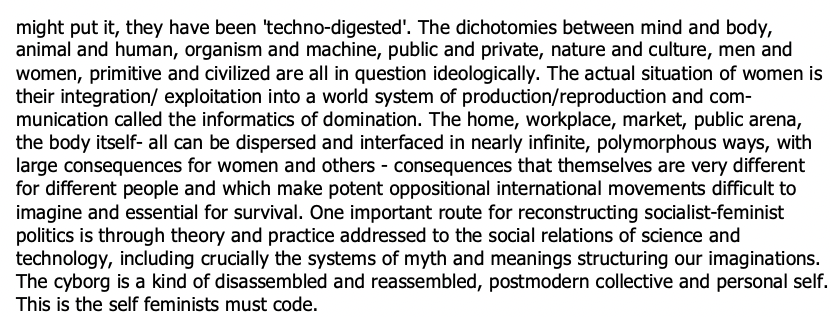 might put it, they have been 'techno-digested'. The dichotomies between mind and body,
animal and human, organism and machine, public and private, nature and culture, men and
women, primitive and civilized are all in question ideologically. The actual situation of women is
their integration/ exploitation into a world system of production/reproduction and com-
munication called the informatics of domination. The home, workplace, market, public arena,
the body itself- all can be dispersed and interfaced in nearly infinite, polymorphous ways, with
large consequences for women and others - consequences that themselves are very different
for different people and which make potent oppositional international movements difficult to
imagine and essential for survival. One important route for reconstructing socialist-feminist
politics is through theory and practice addressed to the social relations of science and
technology, including crucially the systems of myth and meanings structuring our imaginations.
The cyborg is a kind of disassembled and reassembled, postmodern collective and personal self.
This is the self feminists must code.